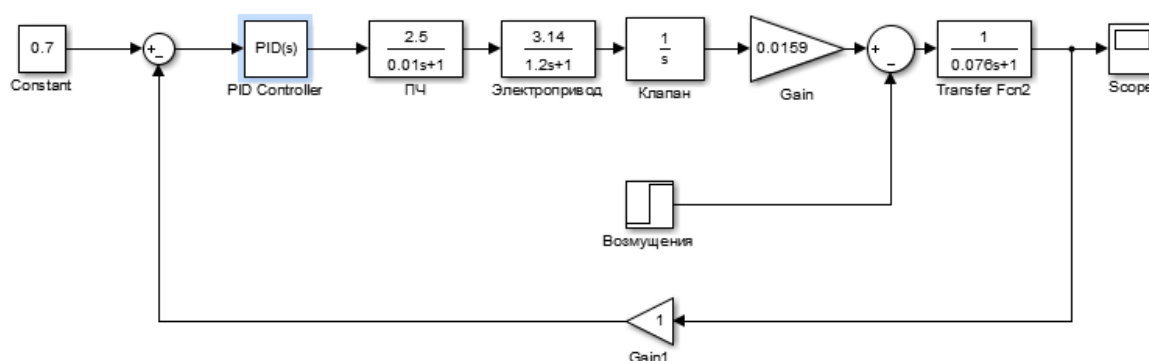 0.7
Constant
+
−
PID(s)
PID Controller
2.5
0.01s+1
ПЧ
3.14
1.2s+1
Электропривод
1
s
Клапан
0.0159
Gain
+
−
1
0.076s+1
Transfer Fcn2
Scope
Возмущения
1
Gain1